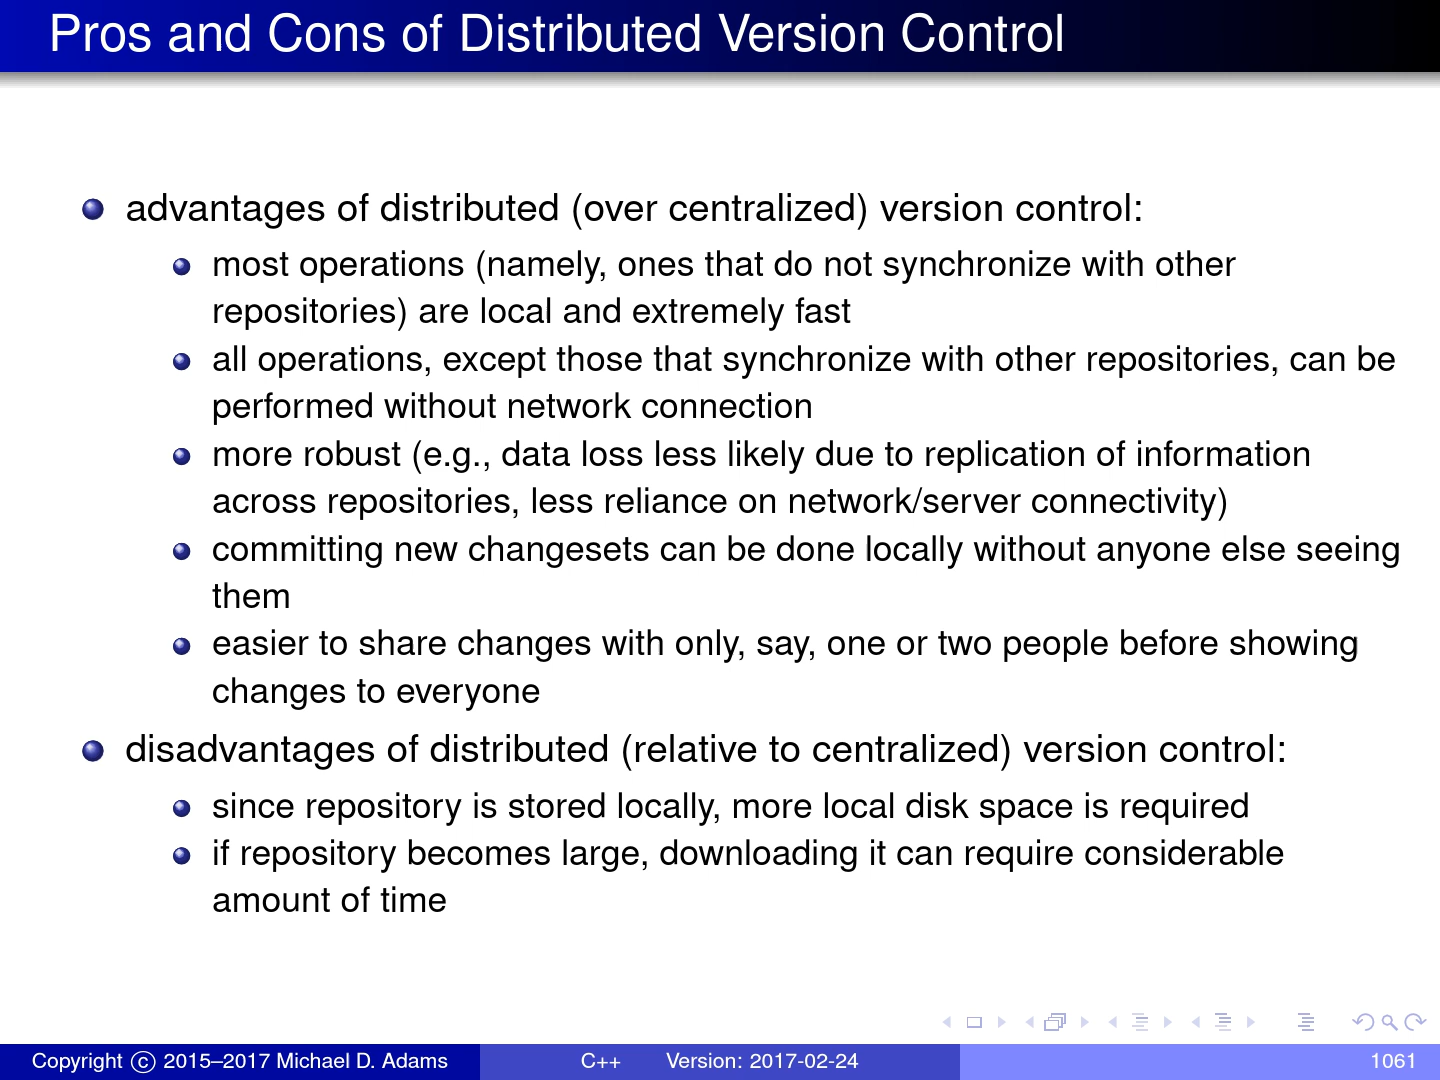 Pros and Cons of Distributed Version Control
advantages of distributed (over centralized) version control:
most operations (namely, ones that do not synchronize with other
repositories) are local and extremely fast
all operations, except those that synchronize with other repositories, can be
performed without network connection
more robust (e.g., data loss less likely due to replication of information
across repositories, less reliance on network/server connectivity)
committing new changesets can be done locally without anyone else seeing
them
easier to share changes with only, say, one or two people before showing
changes to everyone
disadvantages of distributed (relative to centralized) version control:
since repository is stored locally, more local disk space is required
if repository becomes large, downloading it can require considerable
amount of time
Copyright © 2015–2017 Michael D. Adams C++ Version: 2017-02-24 1061